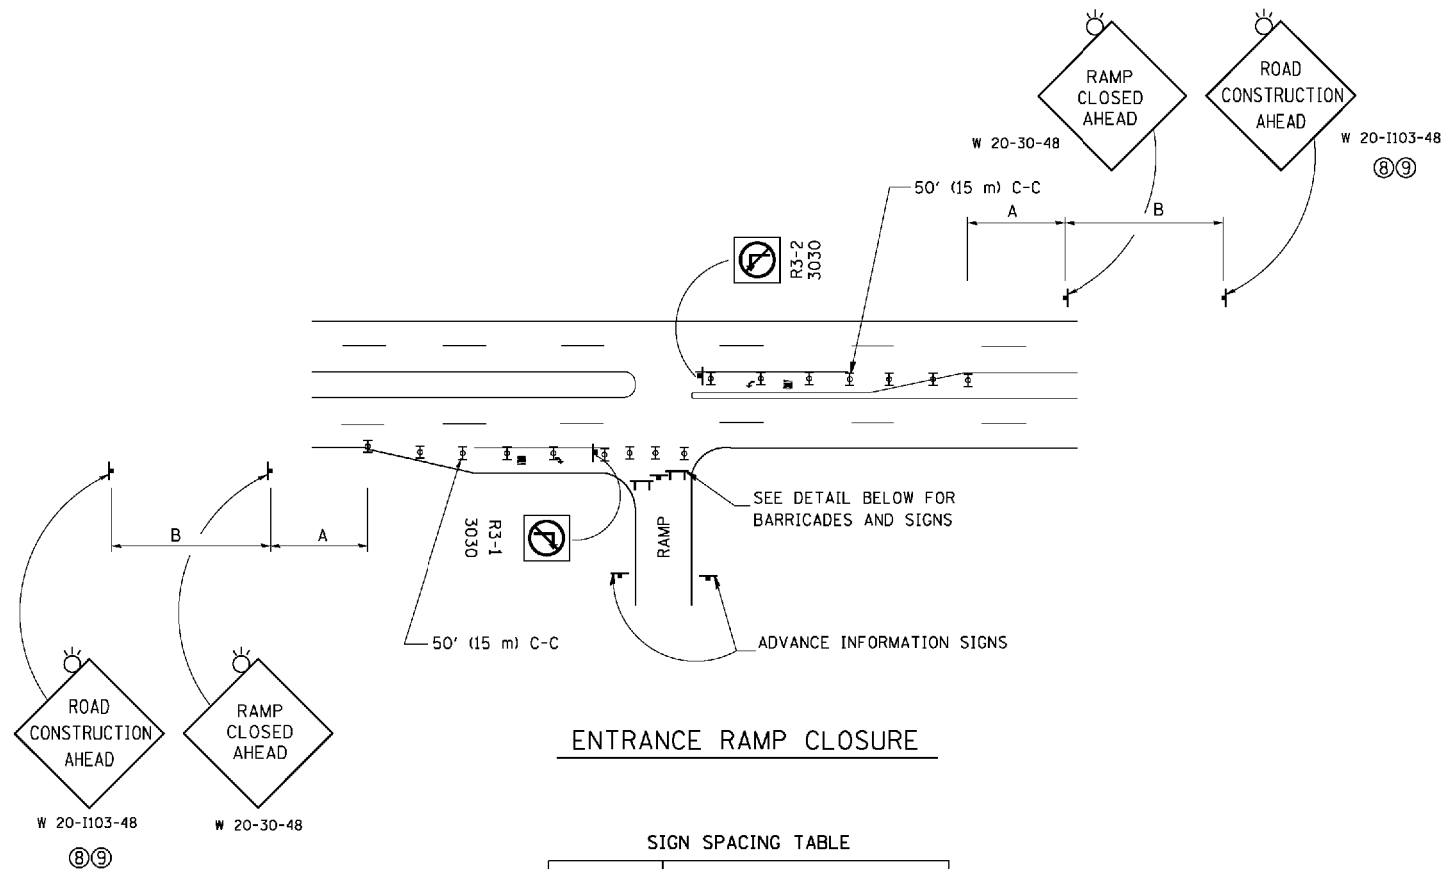 RAMP
CLOSED
AHEAD
W 20-30-48
ROAD
CONSTRUCTION
AHEAD
W 20-I103-48
⑧⑨
50' (15 m) C-C
A
B
R3-2
3030
B
A
R3-1
3030
RAMP
SEE DETAIL BELOW FOR
BARRICADES AND SIGNS
50' (15 m) C-C
ADVANCE INFORMATION SIGNS
ROAD
CONSTRUCTION
AHEAD
W 20-I103-48
⑧⑨
RAMP
CLOSED
AHEAD
W 20-30-48
ENTRANCE RAMP CLOSURE
SIGN SPACING TABLE